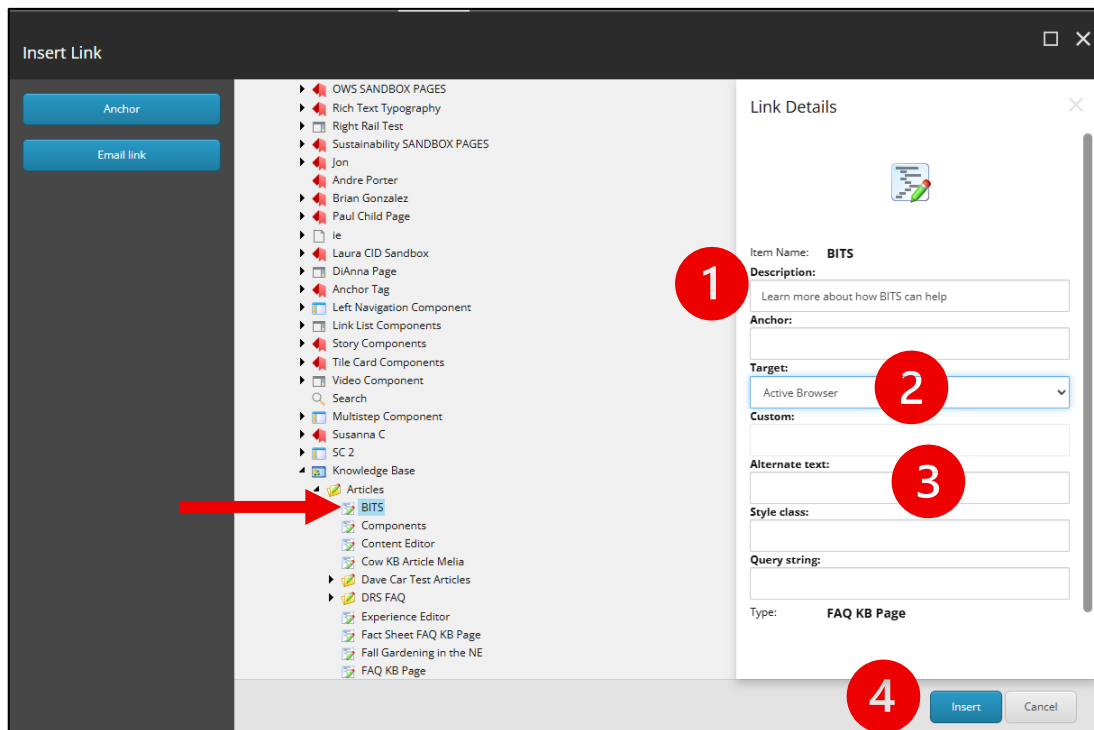 Insert Link
Anchor
Email link
OWS SANDBOX PAGES
Rich Text Typography
Right Rail Test
Sustainability SANDBOX PAGES
Jon
Andre Porter
Brian Gonzalez
Paul Child Page
ie
Laura CID Sandbox
DiAnna Page
Anchor Tag
Left Navigation Component
Link List Components
Story Components
Tile Card Components
Video Component
Search
Multistep Component
Susanna C
SC 2
Knowledge Base
Articles
BITS
Components
Content Editor
Cow KB Article Melia
Dave Car Test Articles
DRS FAQ
Experience Editor
Fact Sheet FAQ KB Page
Fall Gardening in the NE
FAQ KB Page
Link Details
Item Name: BITS
1
Description:
Learn more about how BITS can help
Anchor:
Target:
Active Browser
2
Custom:
Alternate text:
3
Style class:
Query string:
Type: FAQ KB Page
4
Insert
Cancel